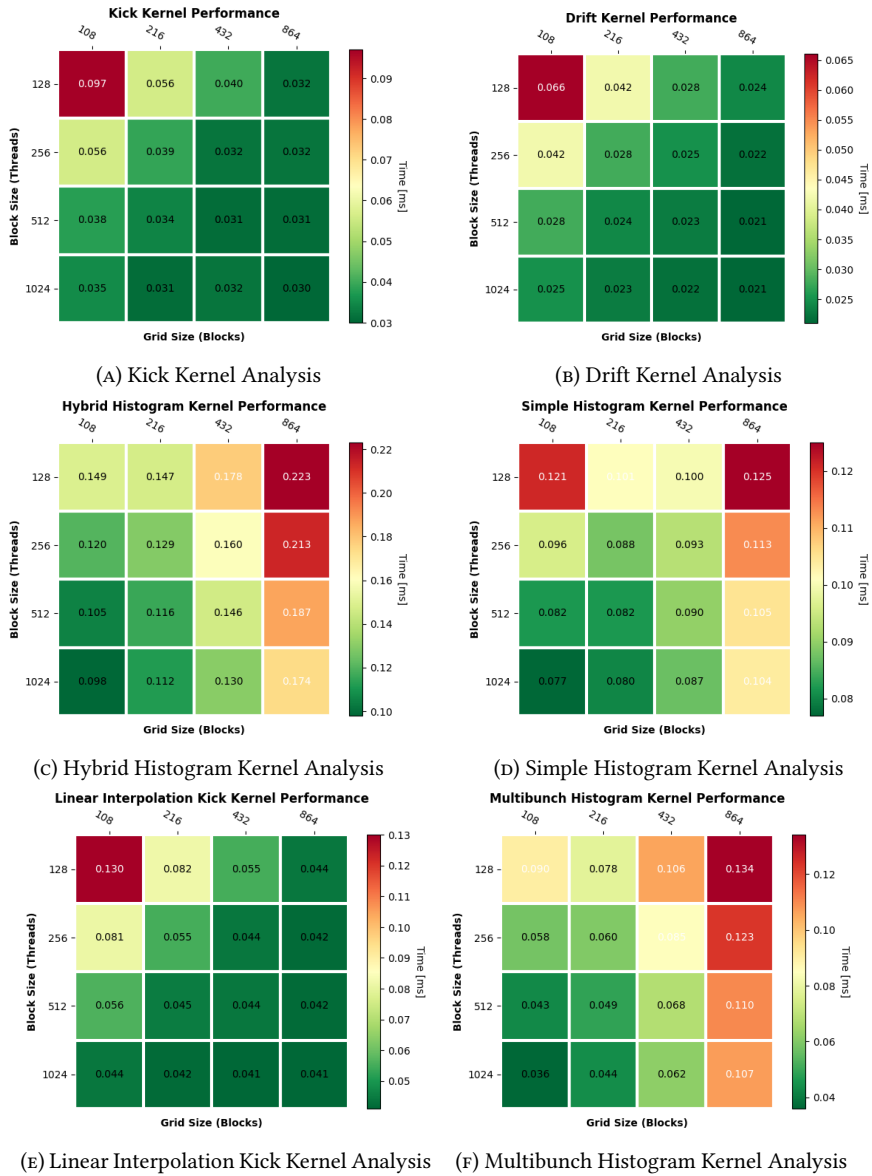 Kick Kernel Performance
108 216 432 864
128 0.097 0.056 0.040 0.032
256 0.056 0.039 0.032 0.032
512 0.038 0.034 0.031 0.031
1024 0.035 0.031 0.032 0.030
Block Size (Threads)
Grid Size (Blocks)
0.09
0.08
0.07
0.06
0.05
0.04
0.03
Time [ms]
(A) Kick Kernel Analysis
Drift Kernel Performance
108 216 432 864
128 0.066 0.042 0.028 0.024
256 0.042 0.028 0.025 0.022
512 0.028 0.024 0.023 0.021
1024 0.025 0.023 0.022 0.021
Block Size (Threads)
Grid Size (Blocks)
0.065
0.060
0.055
0.050
0.045
0.040
0.035
0.030
0.025
Time [ms]
(B) Drift Kernel Analysis
Hybrid Histogram Kernel Performance
108 216 432 864
128 0.149 0.147 0.178 0.223
256 0.120 0.129 0.160 0.213
512 0.105 0.116 0.146 0.187
1024 0.098 0.112 0.130 0.174
Block Size (Threads)
Grid Size (Blocks)
0.22
0.20
0.18
0.16
0.14
0.12
0.10
Time [ms]
(C) Hybrid Histogram Kernel Analysis
Simple Histogram Kernel Performance
108 216 432 864
128 0.121 0.100 0.125
256 0.096 0.088 0.093 0.113
512 0.082 0.082 0.090 0.105
1024 0.077 0.080 0.087 0.104
Block Size (Threads)
Grid Size (Blocks)
0.12
0.11
0.10
0.09
0.08
Time [ms]
(D) Simple Histogram Kernel Analysis
Linear Interpolation Kick Kernel Performance
108 216 432 864
128 0.130 0.082 0.055 0.044
256 0.081 0.055 0.044 0.042
512 0.056 0.045 0.044 0.042
1024 0.044 0.042 0.041 0.041
Block Size (Threads)
Grid Size (Blocks)
0.13
0.12
0.11
0.10
0.09
0.08
0.07
0.06
0.05
Time [ms]
(E) Linear Interpolation Kick Kernel Analysis
Multibunch Histogram Kernel Performance
108 216 432 864
128 0.090 0.078 0.106 0.134
256 0.058 0.060 0.123
512 0.043 0.049 0.068 0.110
1024 0.036 0.044 0.062 0.107
Block Size (Threads)
Grid Size (Blocks)
0.12
0.10
0.08
0.06
0.04
Time [ms]
(F) Multibunch Histogram Kernel Analysis